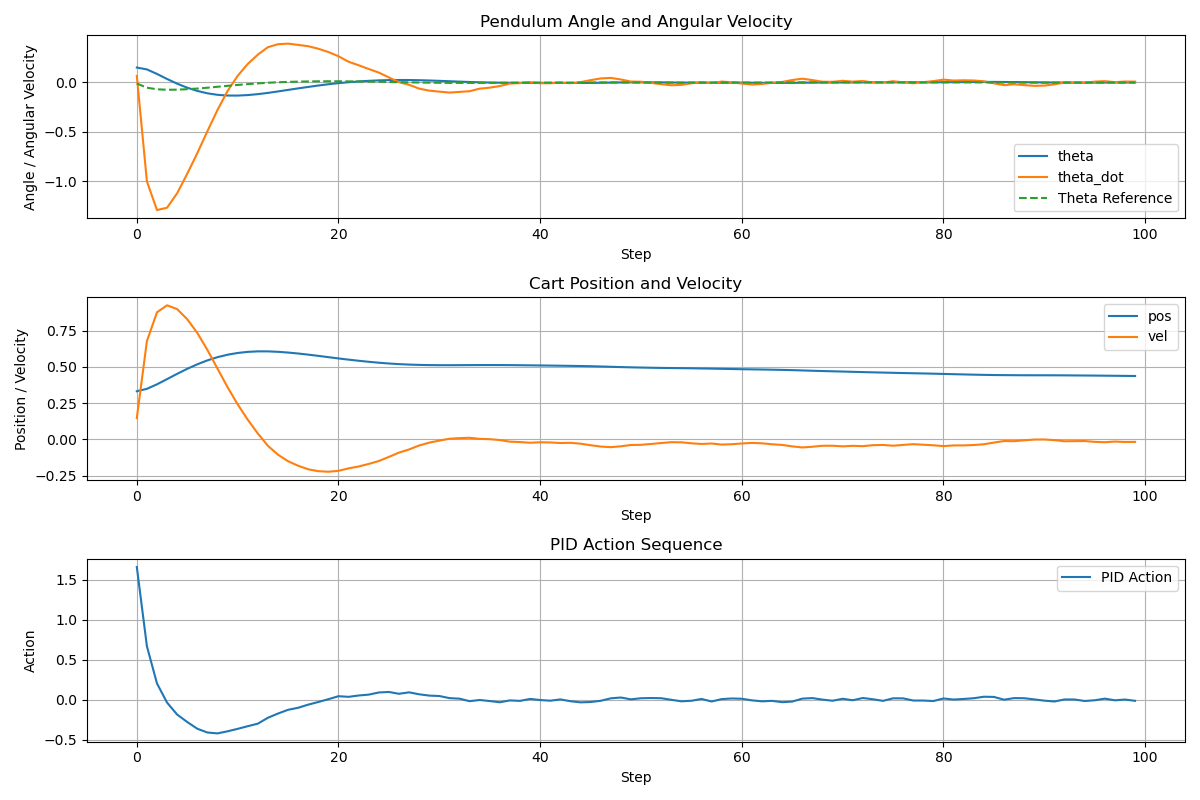 Pendulum Angle and Angular Velocity
Angle / Angular Velocity
0.0
−0.5
−1.0
theta
theta_dot
Theta Reference
0 20 40 60 80 100
Step
Cart Position and Velocity
Position / Velocity
0.75
0.50
0.25
0.00
−0.25
pos
vel
0 20 40 60 80 100
Step
PID Action Sequence
Action
1.5
1.0
0.5
0.0
−0.5
PID Action
0 20 40 60 80 100
Step